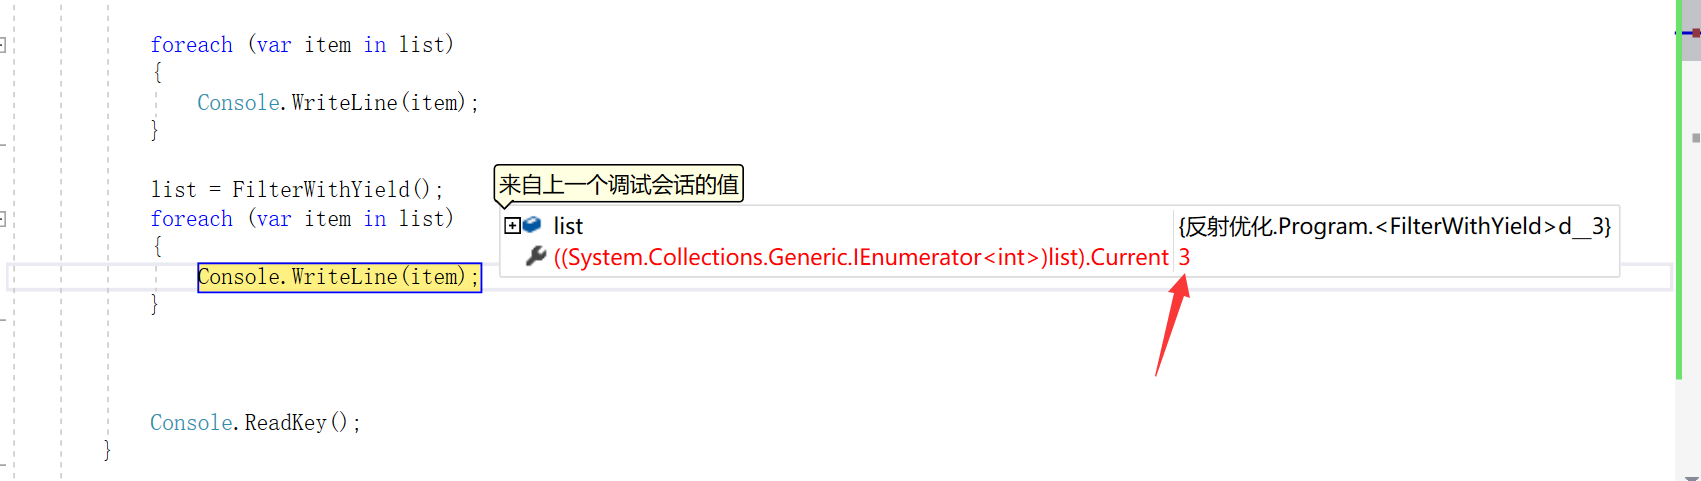 foreach (var item in list)
{
Console.WriteLine(item);
}
list = FilterWithYield();
来自上一个调试会话的值
foreach (var item in list)
list {反射优化.Program.<FilterWithYield>d__3}
{
((System.Collections.Generic.IEnumerator<int>)list).Current 3
Console.WriteLine(item);
}
Console.ReadKey();
}